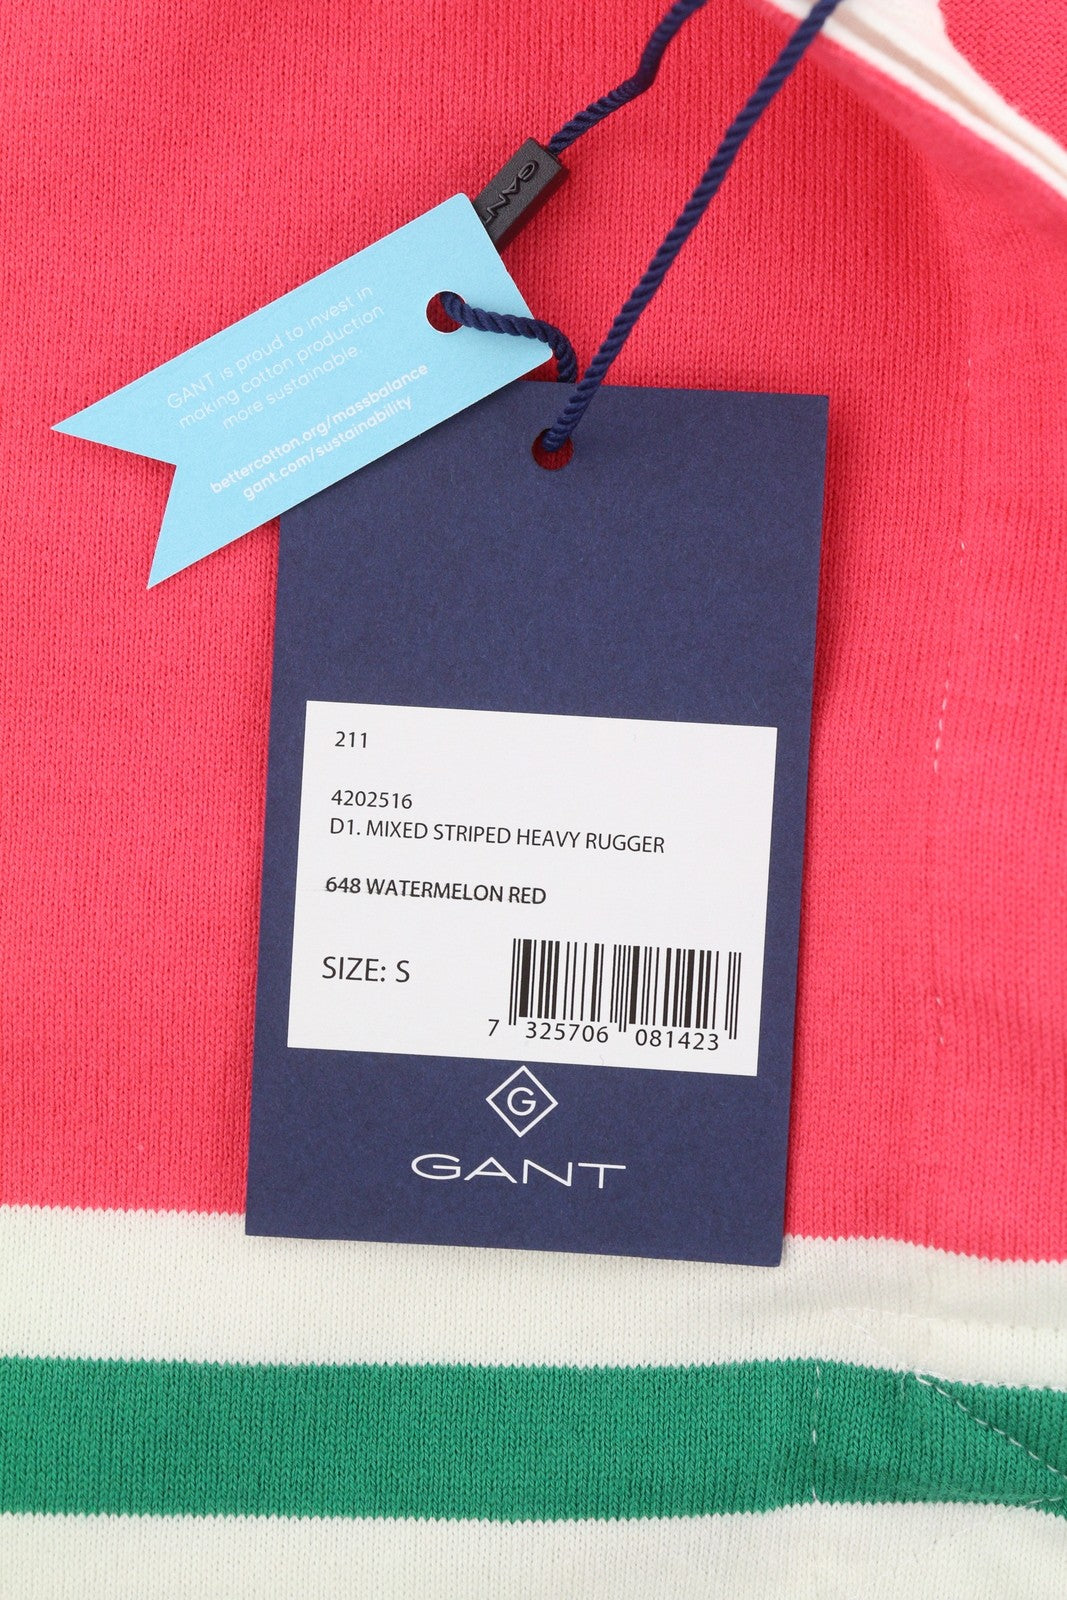 GANT
GANT is proud to invest in
making cotton production
more sustainable.
bettercotton.org/massbalance
gant.com/sustainability
211
4202516
D1. MIXED STRIPED HEAVY RUGGER
648 WATERMELON RED
SIZE: S
7 325706 081423
G
GANT